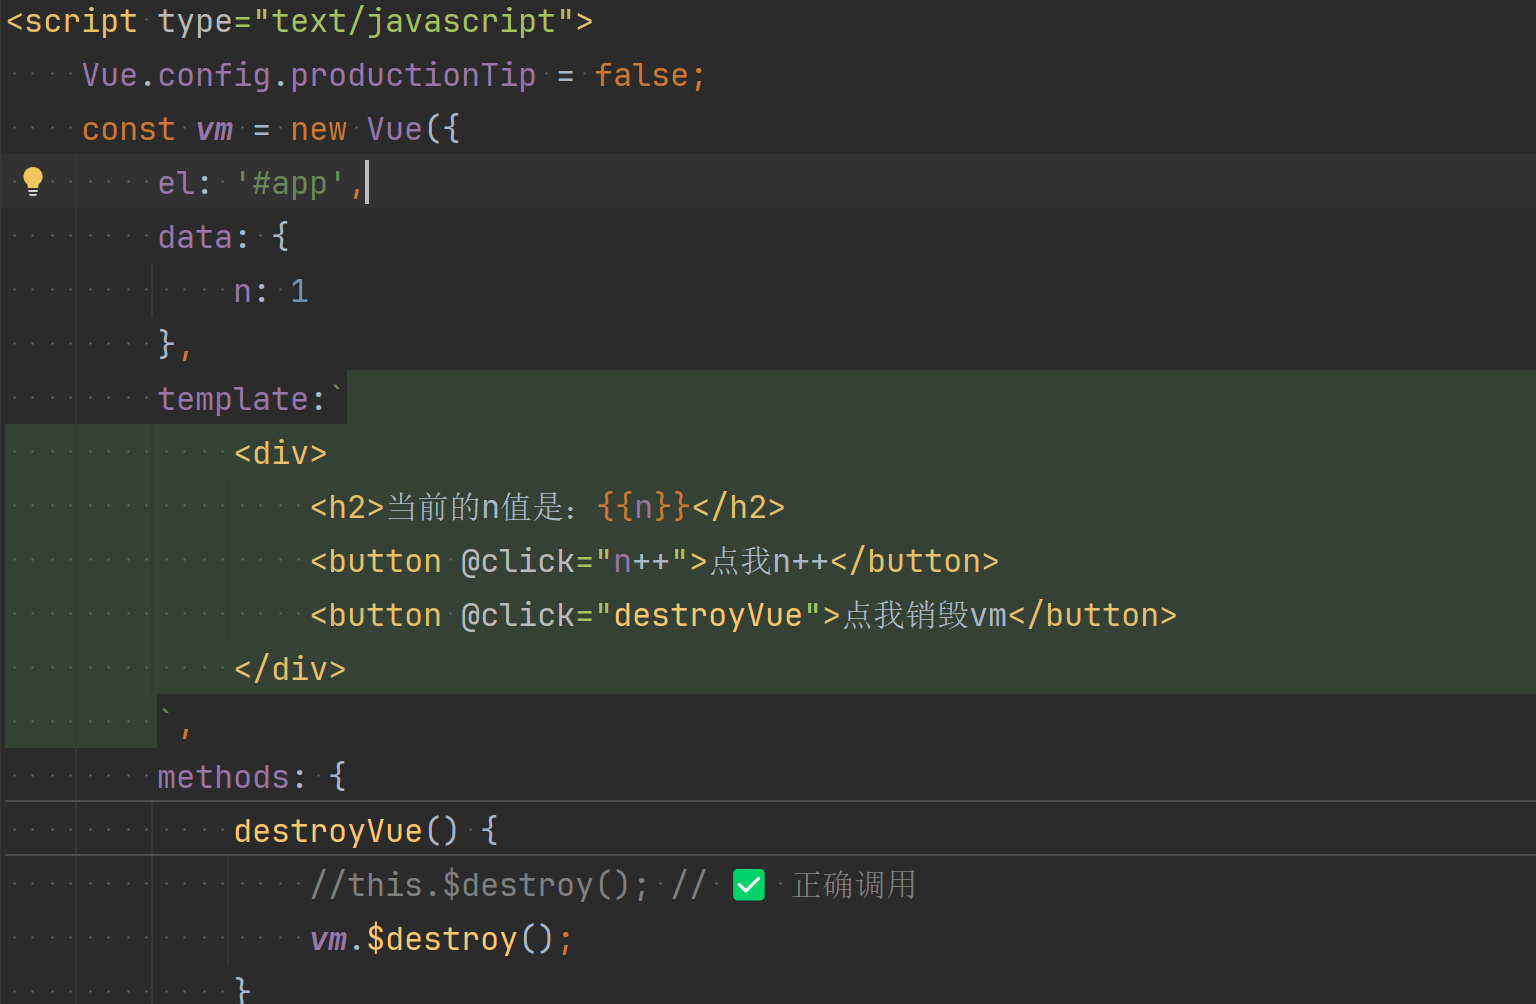 <script type="text/javascript">
    Vue.config.productionTip = false;
    const vm = new Vue({
        el: '#app',
        data: {
            n: 1
        },
        template:`
            <div>
                <h2>当前的n值是：{{n}}</h2>
                <button @click="n++">点我n++</button>
                <button @click="destroyVue">点我销毁vm</button>
            </div>
        `,
        methods: {
            destroyVue() {
                //this.$destroy(); // ✅ 正确调用
                vm.$destroy();
            }